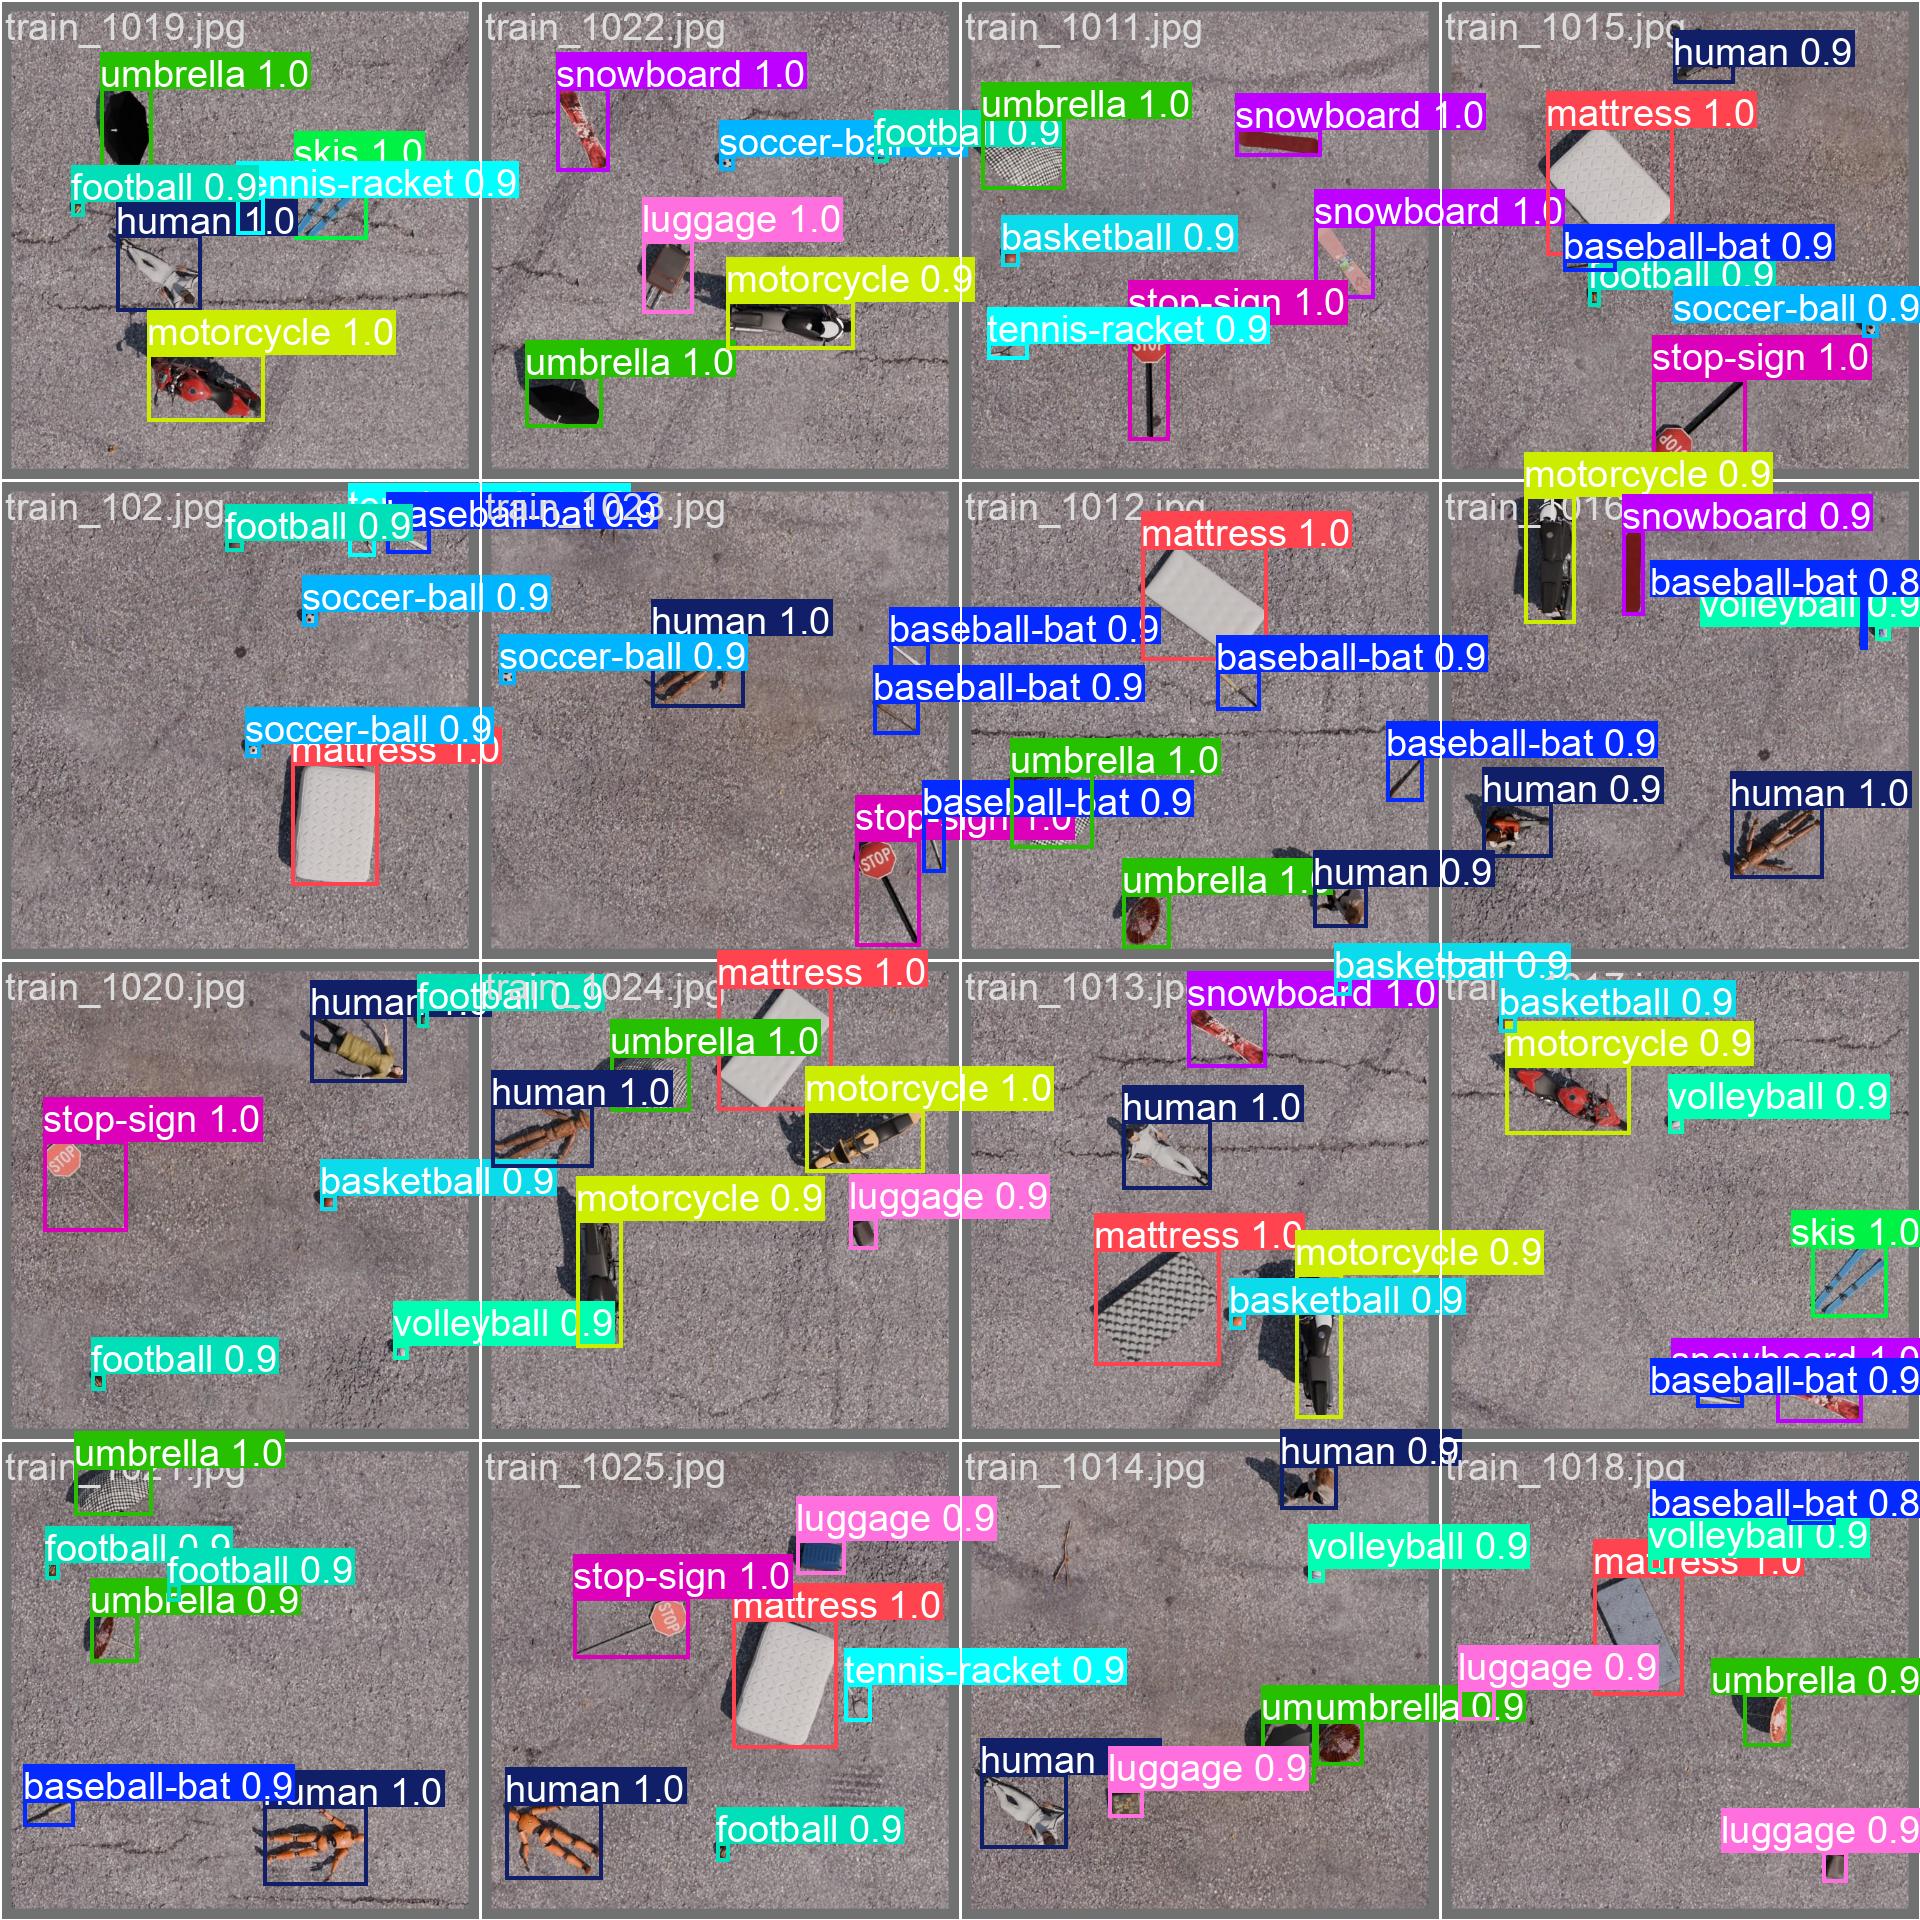 train_1019.jpg
umbrella 1.0
skis 1.0
football 0.9
tennis-racket 0.9
human 1.0
motorcycle 1.0
train_1022.jpg
snowboard 1.0
soccer-ball 0.9
football 0.9
luggage 1.0
motorcycle 0.9
umbrella 1.0
train_1011.jpg
umbrella 1.0
snowboard 1.0
snowboard 1.0
basketball 0.9
stop-sign 1.0
tennis-racket 0.9
STOP
train_1015.jpg
human 0.9
mattress 1.0
baseball-bat 0.9
football 0.9
soccer-ball 0.9
stop-sign 1.0
STOP
train_102.jpg
football 0.9
baseball-bat 0.9
soccer-ball 0.9
soccer-ball 0.9
mattress 1.0
train_1023.jpg
human 1.0
soccer-ball 0.9
baseball-bat 0.9
baseball-bat 0.9
baseball-bat 0.9
stop-sign 1.0
STOP
train_1012.jpg
mattress 1.0
baseball-bat 0.9
baseball-bat 0.9
umbrella 1.0
umbrella 1.0
human 0.9
train_1016
motorcycle 0.9
snowboard 0.9
baseball-bat 0.8
volleyball 0.9
human 0.9
human 1.0
train_1020.jpg
human
football 0.9
stop-sign 1.0
STOP
basketball 0.9
volleyball 0.9
football 0.9
train_1024.jpg
mattress 1.0
umbrella 1.0
human 1.0
motorcycle 1.0
motorcycle 0.9
luggage 0.9
train_1013.jpg
basketball 0.9
snowboard 1.0
human 1.0
mattress 1.0
motorcycle 0.9
basketball 0.9
basketball 0.9
motorcycle 0.9
volleyball 0.9
skis 1.0
snowboard 1.0
baseball-bat 0.9
train_1021.jpg
umbrella 1.0
football 0.9
football 0.9
umbrella 0.9
baseball-bat 0.9
human 1.0
train_1025.jpg
luggage 0.9
stop-sign 1.0
STOP
mattress 1.0
tennis-racket 0.9
human 1.0
football 0.9
train_1014.jpg
human 0.9
volleyball 0.9
umbrella 0.9
human
luggage 0.9
train_1018.jpg
baseball-bat 0.8
volleyball 0.9
mattress 1.0
luggage 0.9
umbrella 0.9
luggage 0.9